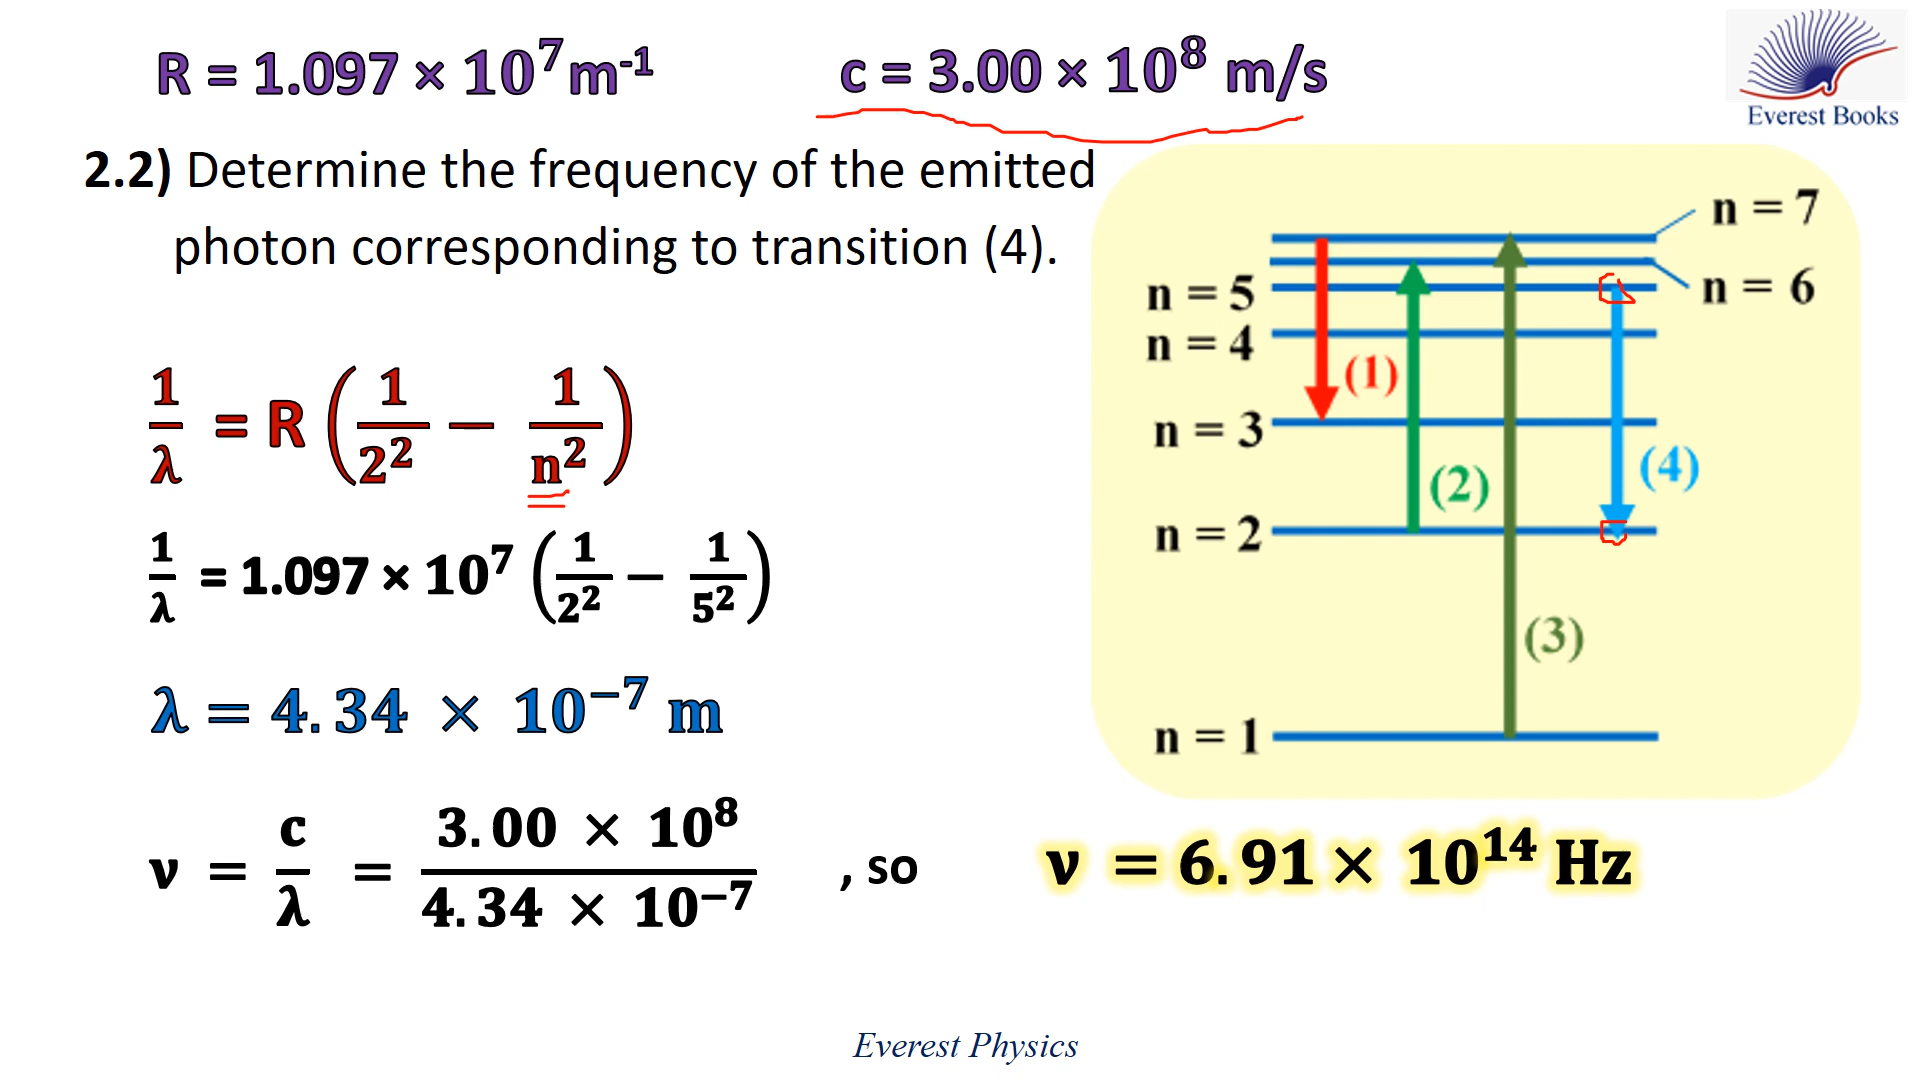 R = 1.097 × 10⁷ m⁻¹
c = 3.00 × 10⁸ m/s
Everest Books
2.2) Determine the frequency of the emitted
photon corresponding to transition (4).
1/λ = R (1/2² − 1/n²)
1/λ = 1.097 × 10⁷ (1/2² − 1/5²)
λ = 4.34 × 10⁻⁷ m
ν = c/λ = 3.00 × 10⁸ / 4.34 × 10⁻⁷ , so ν = 6.91 × 10¹⁴ Hz
n = 7
n = 6
n = 5
n = 4
(1)
n = 3
(4)
(2)
n = 2
(3)
n = 1
Everest Physics